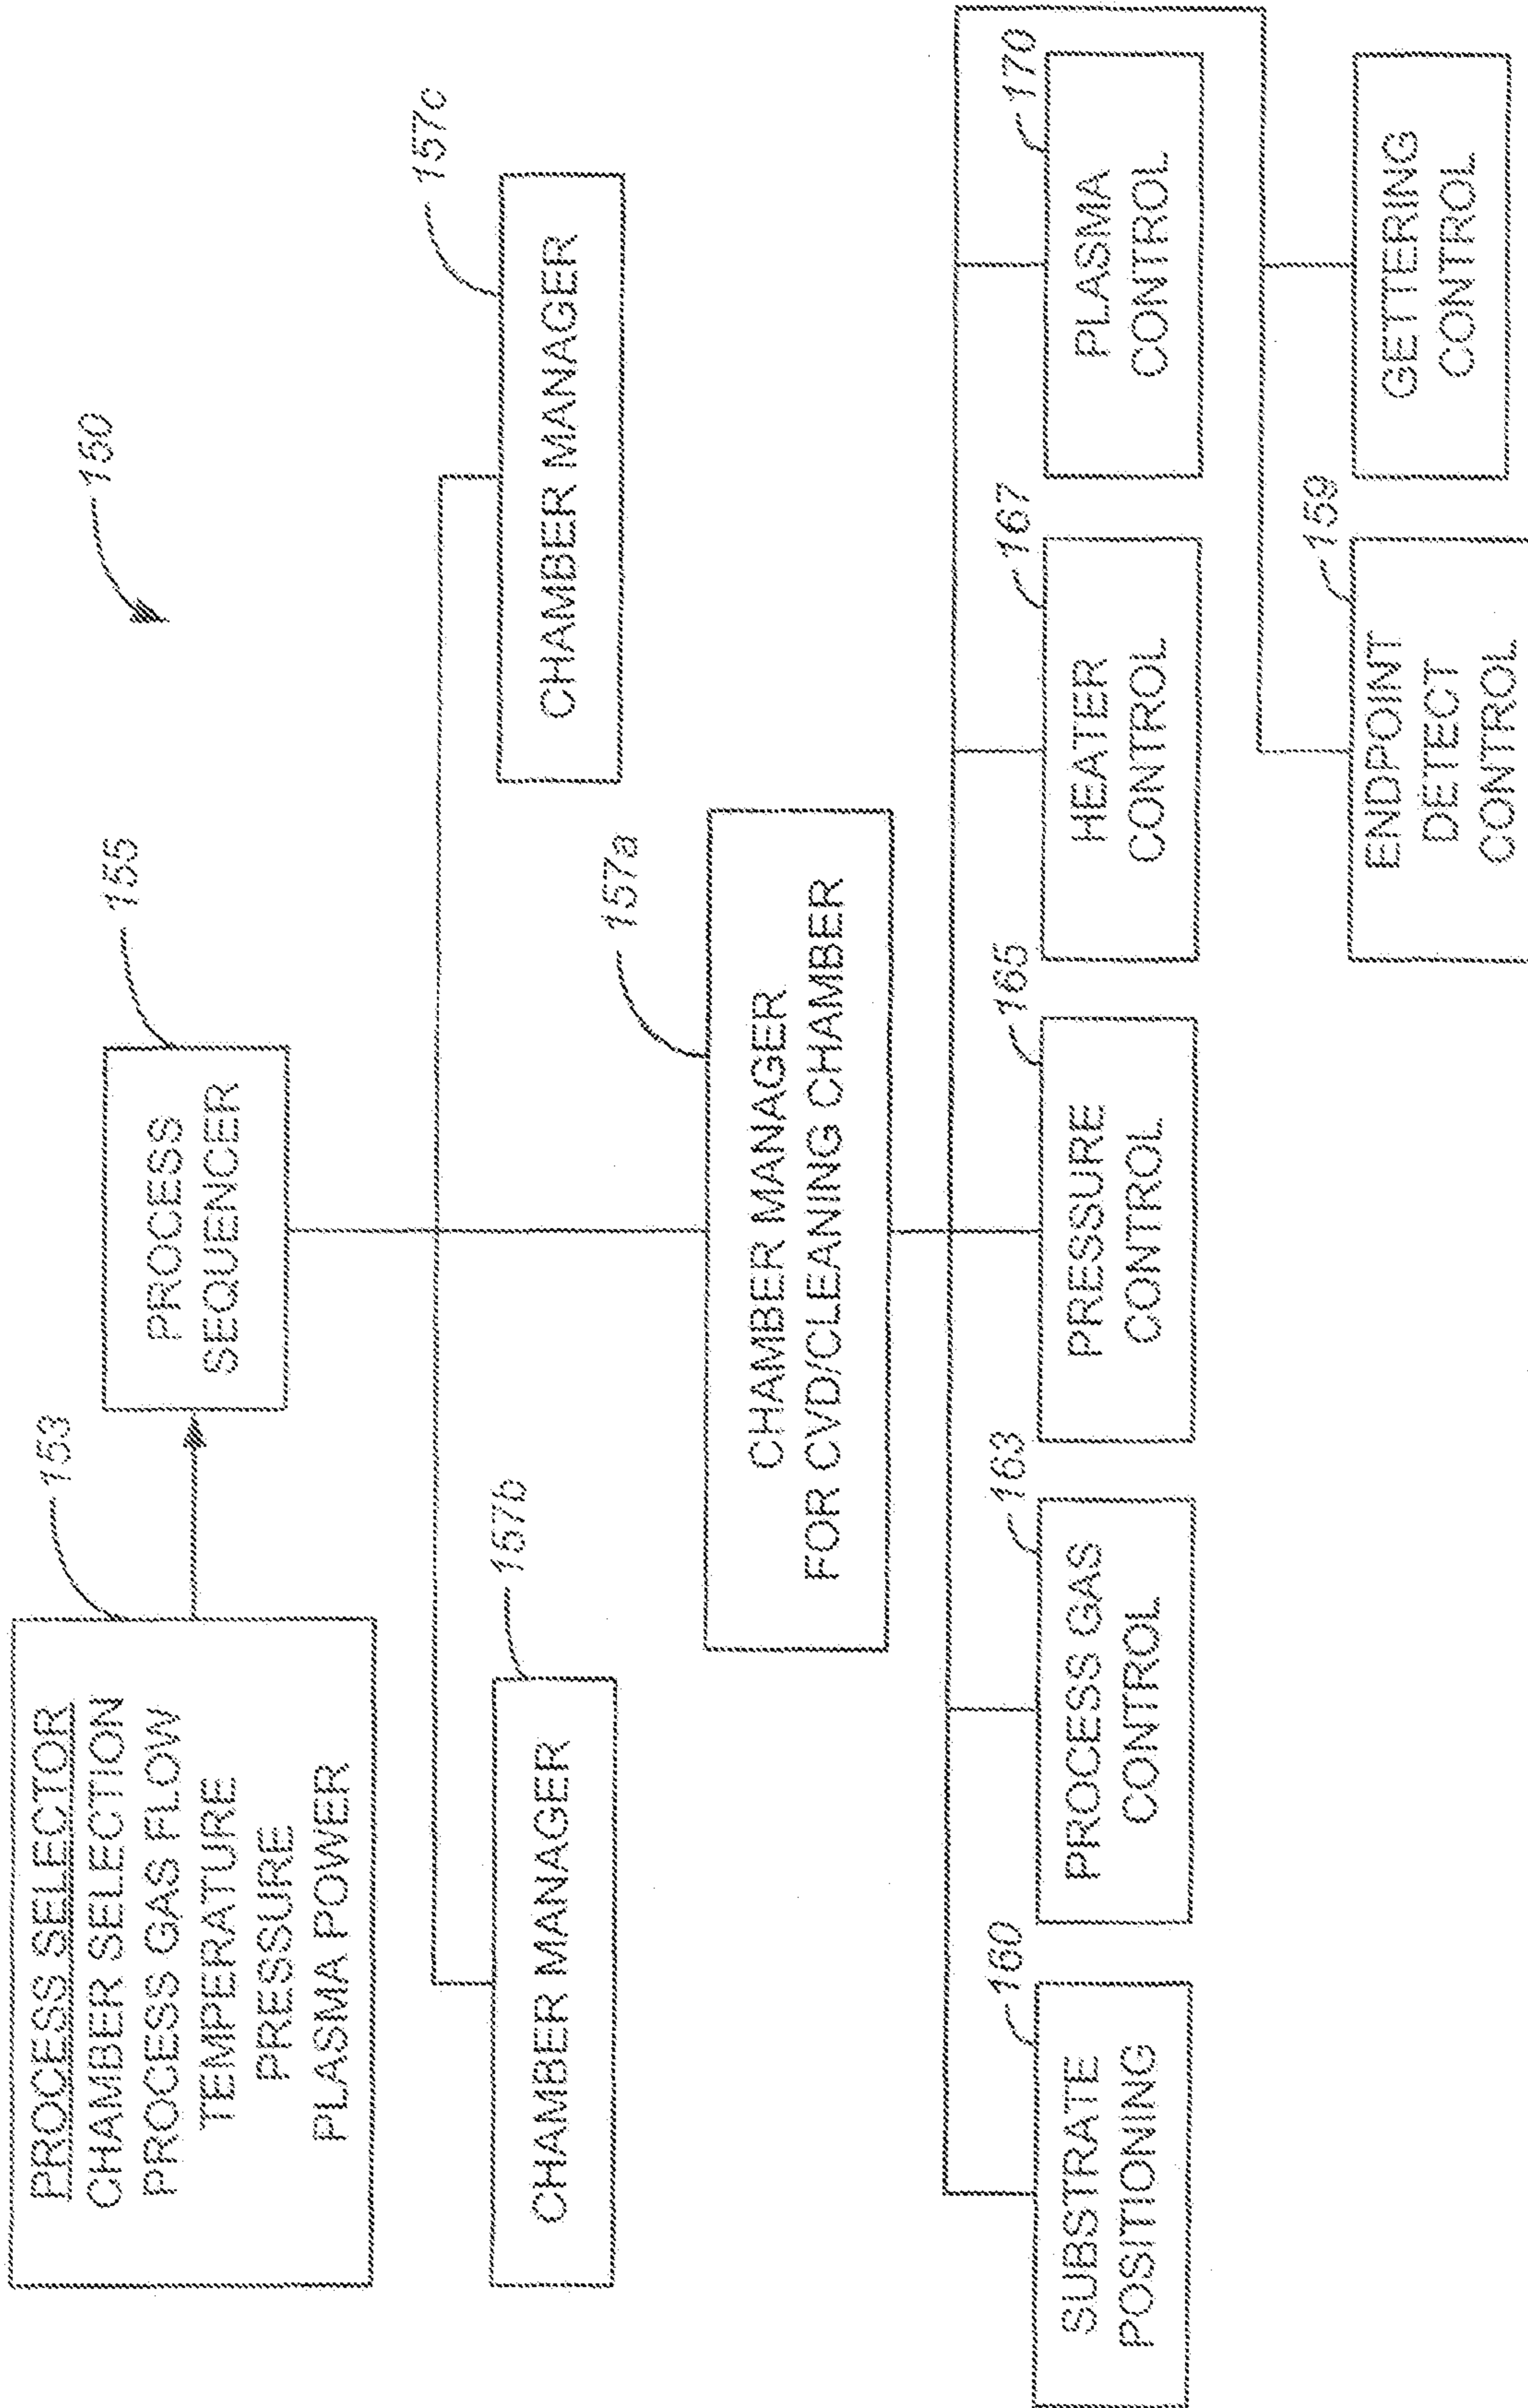 150
153
PROCESS SELECTOR
CHAMBER SELECTION
PROCESS GAS FLOW
TEMPERATURE
PRESSURE
PLASMA POWER
155
PROCESS
SEQUENCER
157b
CHAMBER MANAGER
157c
CHAMBER MANAGER
157a
CHAMBER MANAGER
FOR CVD/CLEANING CHAMBER
160
SUBSTRATE
POSITIONING
163
PROCESS GAS
CONTROL
165
PRESSURE
CONTROL
167
HEATER
CONTROL
170
PLASMA
CONTROL
159
ENDPOINT
DETECT
CONTROL
GETTERING
CONTROL